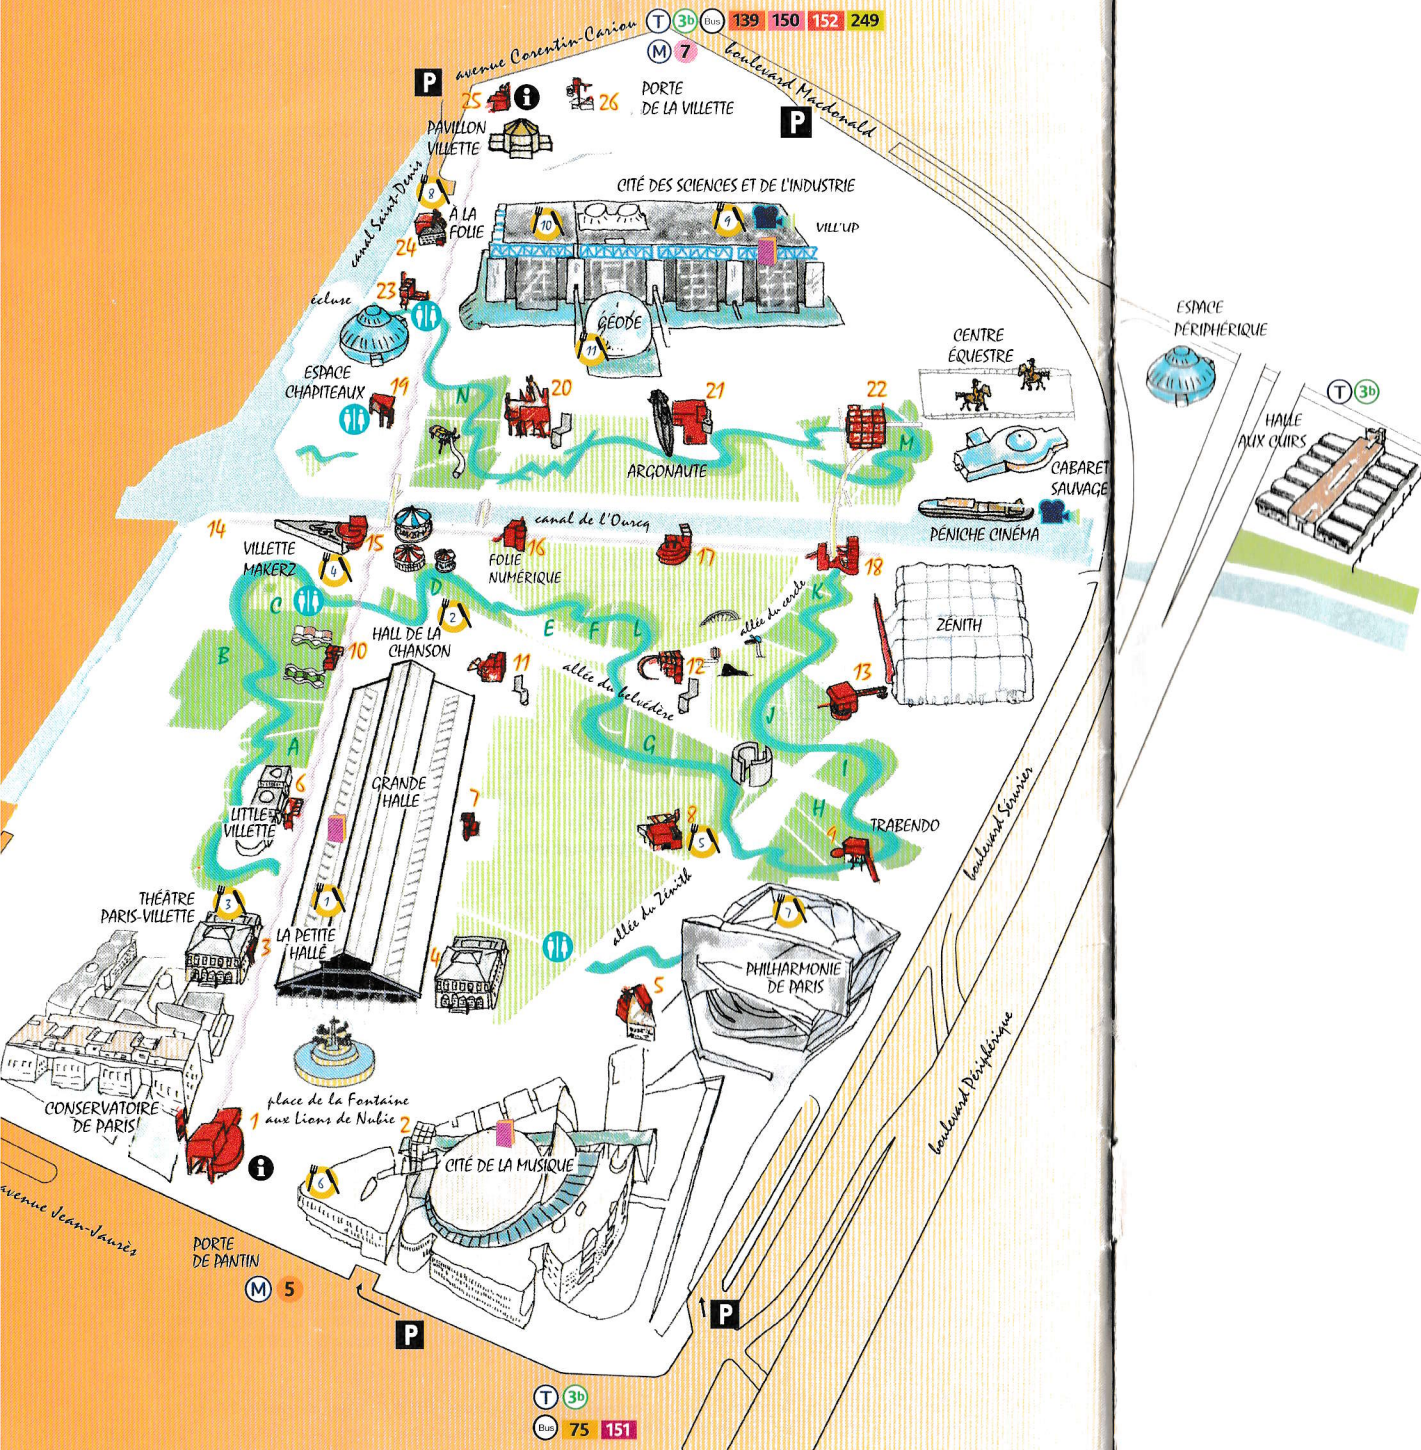 avenue Corentin-Cariou
T 3b Bus 139 150 152 249
M 7
boulevard Macdonald
P
P
25
i
26
PORTE
DE LA VILLETTE
PAVILLON
VILLETTE
canal Saint-Denis
8
À LA
FOLIE
24
CITÉ DES SCIENCES ET DE L'INDUSTRIE
10
9
VILL'UP
23
écluse
GÉODE
11
ESPACE
CHAPITEAUX
19
N
20
21
ARGONAUTE
22
M
CENTRE
ÉQUESTRE
CABARET
SAUVAGE
PÉNICHE CINÉMA
ESPACE
PÉRIPHÉRIQUE
T 3b
HALLE
AUX CUIRS
14
VILLETTE
MAKERZ
15
4
canal de l'Ourcq
16
FOLIE
NUMÉRIQUE
17
18
C
D
2
E
F
L
K
allée du cercle
ZÉNITH
B
10
HALL DE LA
CHANSON
11
allée du belvédère
12
13
J
A
G
I
H
6
LITTLE
VILLETTE
GRANDE
HALLE
7
8
5
9
TRABENDO
boulevard Sérurier
THÉÂTRE
PARIS-VILLETTE
3
3
1
LA PETITE
HALLE
4
allée du Zénith
7
PHILHARMONIE
DE PARIS
5
boulevard Périphérique
CONSERVATOIRE
DE PARIS
1
i
place de la Fontaine
aux Lions de Nubie
2
CITÉ DE LA MUSIQUE
6
avenue Jean-Jaurès
PORTE
DE PANTIN
M 5
P
P
T 3b
Bus 75 151